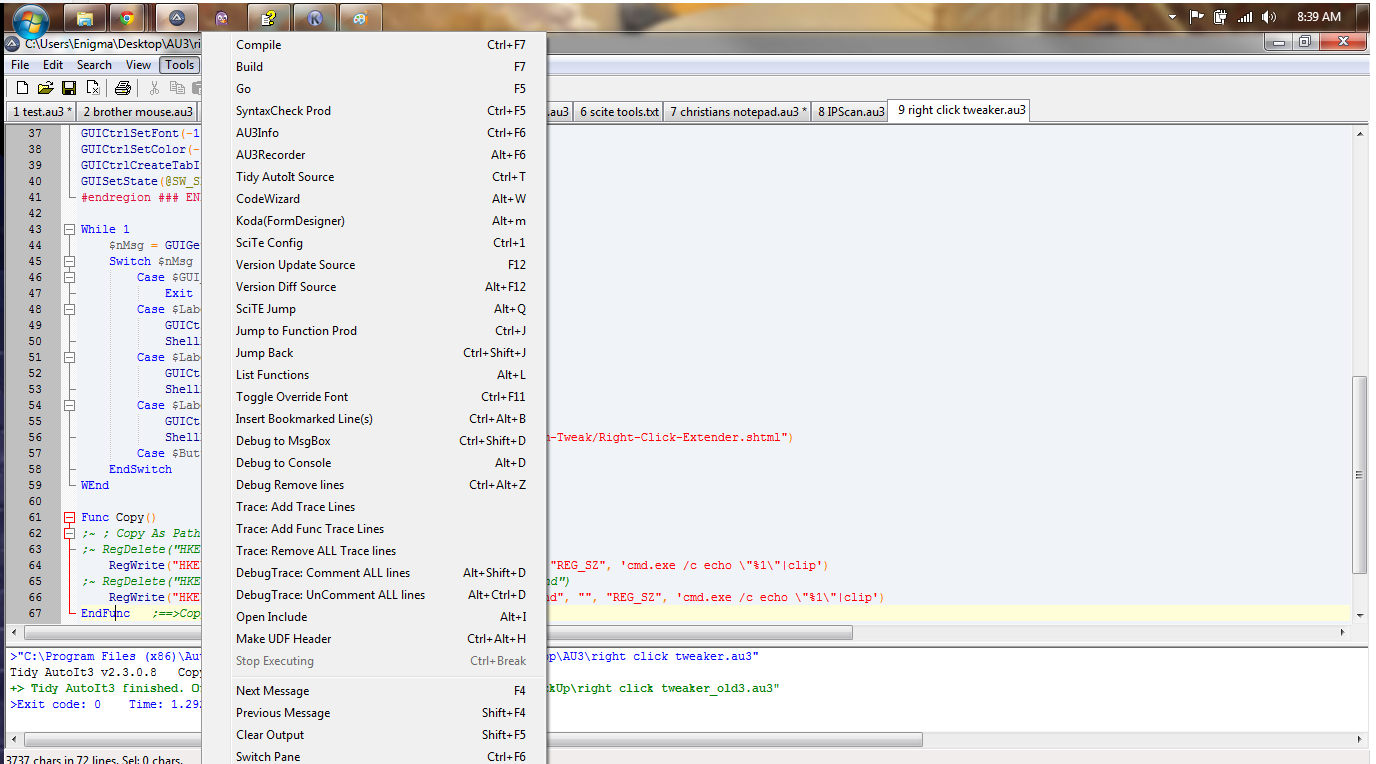 8:39 AM
C:\Users\Enigma\Desktop\AU3\ri
File Edit Search View Tools
1 test.au3 * 2 brother mouse.au3 .au3 6 scite tools.txt 7 christians notepad.au3 * 8 IPScan.au3 9 right click tweaker.au3
Compile Ctrl+F7
Build F7
Go F5
SyntaxCheck Prod Ctrl+F5
AU3Info Ctrl+F6
AU3Recorder Alt+F6
Tidy AutoIt Source Ctrl+T
CodeWizard Alt+W
Koda(FormDesigner) Alt+m
SciTe Config Ctrl+1
Version Update Source F12
Version Diff Source Alt+F12
SciTE Jump Alt+Q
Jump to Function Prod Ctrl+J
Jump Back Ctrl+Shift+J
List Functions Alt+L
Toggle Override Font Ctrl+F11
Insert Bookmarked Line(s) Ctrl+Alt+B
Debug to MsgBox Ctrl+Shift+D
Debug to Console Alt+D
Debug Remove lines Ctrl+Alt+Z
Trace: Add Trace Lines
Trace: Add Func Trace Lines
Trace: Remove ALL Trace lines
DebugTrace: Comment ALL lines Alt+Shift+D
DebugTrace: UnComment ALL lines Alt+Ctrl+D
Open Include Alt+I
Make UDF Header Ctrl+Alt+H
Stop Executing Ctrl+Break
Next Message F4
Previous Message Shift+F4
Clear Output Shift+F5
Switch Pane Ctrl+F6
37 GUICtrlSetFont(-1
38 GUICtrlSetColor(-
39 GUICtrlCreateTabI
40 GUISetState(@SW_S
41 #endregion ### EN
42
43 While 1
44 $nMsg = GUIGe
45 Switch $nMsg
46 Case $GUI_
47 Exit
48 Case $Lab
49 GUICt
50 Shell
51 Case $Lab
52 GUICt
53 Shell
54 Case $Lab
55 GUICt
56 Shell -Tweak/Right-Click-Extender.shtml")
57 Case $But
58 EndSwitch
59 WEnd
60
61 Func Copy()
62 ;~ ; Copy As Path
63 ;~ RegDelete("HKE
64 RegWrite("HKE "REG_SZ", 'cmd.exe /c echo \"%1\"|clip')
65 ;~ RegDelete("HKE nd")
66 RegWrite("HKE nd", "", "REG_SZ", 'cmd.exe /c echo \"%1\"|clip')
67 EndFunc ;==>Cop
>"C:\Program Files (x86)\Au op\AU3\right click tweaker.au3"
Tidy AutoIt3 v2.3.0.8 Cop
+> Tidy AutoIt3 finished. O kUp\right click tweaker_old3.au3"
>Exit code: 0 Time: 1.29
3737 chars in 72 lines. Sel: 0 chars.